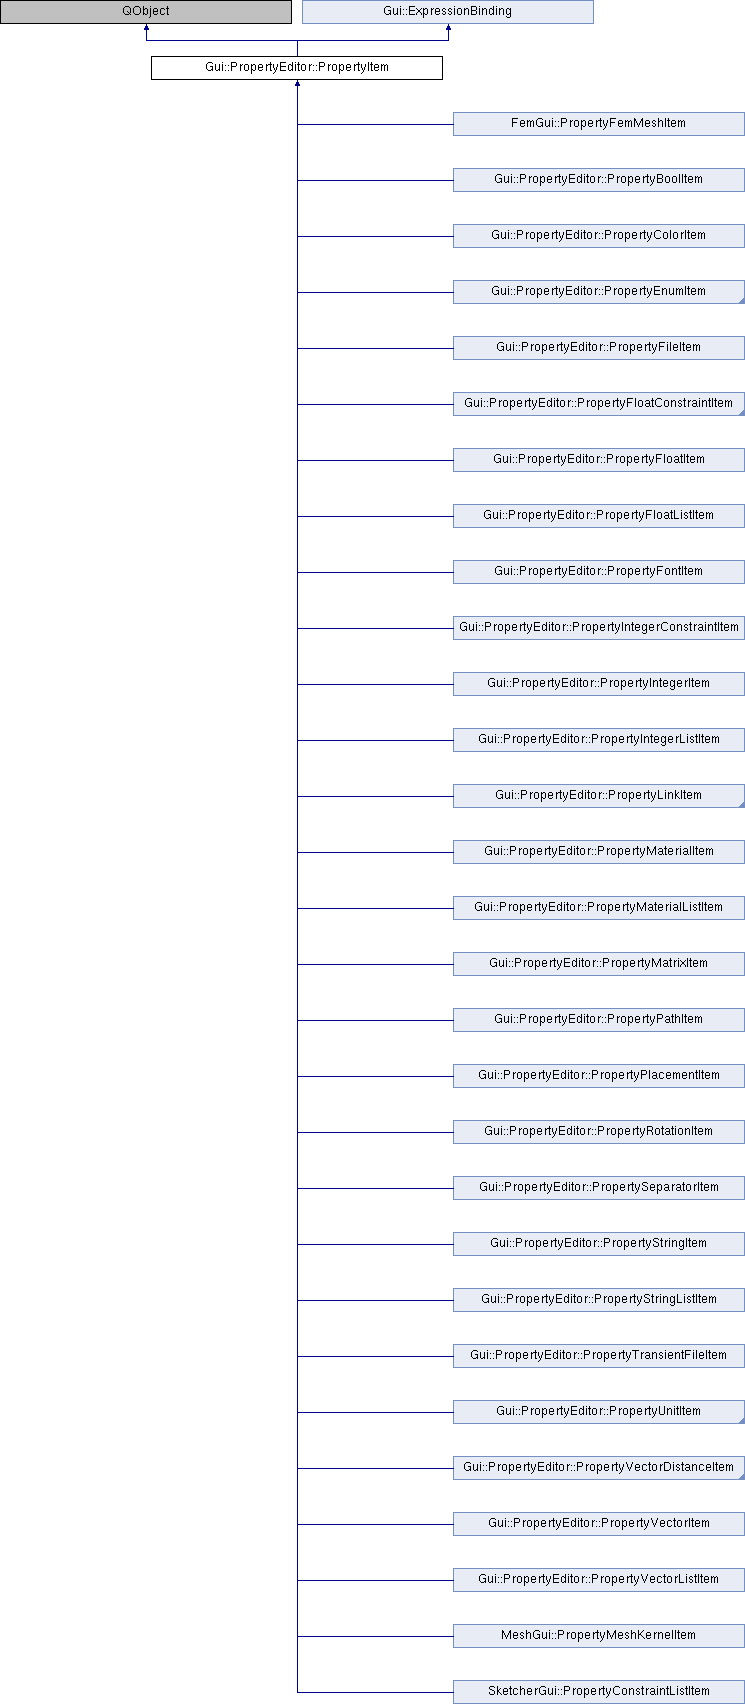 QObject
Gui::ExpressionBinding
Gui::PropertyEditor::PropertyItem
FemGui::PropertyFemMeshItem
Gui::PropertyEditor::PropertyBoolItem
Gui::PropertyEditor::PropertyColorItem
Gui::PropertyEditor::PropertyEnumItem
Gui::PropertyEditor::PropertyFileItem
Gui::PropertyEditor::PropertyFloatConstraintItem
Gui::PropertyEditor::PropertyFloatItem
Gui::PropertyEditor::PropertyFloatListItem
Gui::PropertyEditor::PropertyFontItem
Gui::PropertyEditor::PropertyIntegerConstraintItem
Gui::PropertyEditor::PropertyIntegerItem
Gui::PropertyEditor::PropertyIntegerListItem
Gui::PropertyEditor::PropertyLinkItem
Gui::PropertyEditor::PropertyMaterialItem
Gui::PropertyEditor::PropertyMaterialListItem
Gui::PropertyEditor::PropertyMatrixItem
Gui::PropertyEditor::PropertyPathItem
Gui::PropertyEditor::PropertyPlacementItem
Gui::PropertyEditor::PropertyRotationItem
Gui::PropertyEditor::PropertySeparatorItem
Gui::PropertyEditor::PropertyStringItem
Gui::PropertyEditor::PropertyStringListItem
Gui::PropertyEditor::PropertyTransientFileItem
Gui::PropertyEditor::PropertyUnitItem
Gui::PropertyEditor::PropertyVectorDistanceItem
Gui::PropertyEditor::PropertyVectorItem
Gui::PropertyEditor::PropertyVectorListItem
MeshGui::PropertyMeshKernelItem
SketcherGui::PropertyConstraintListItem